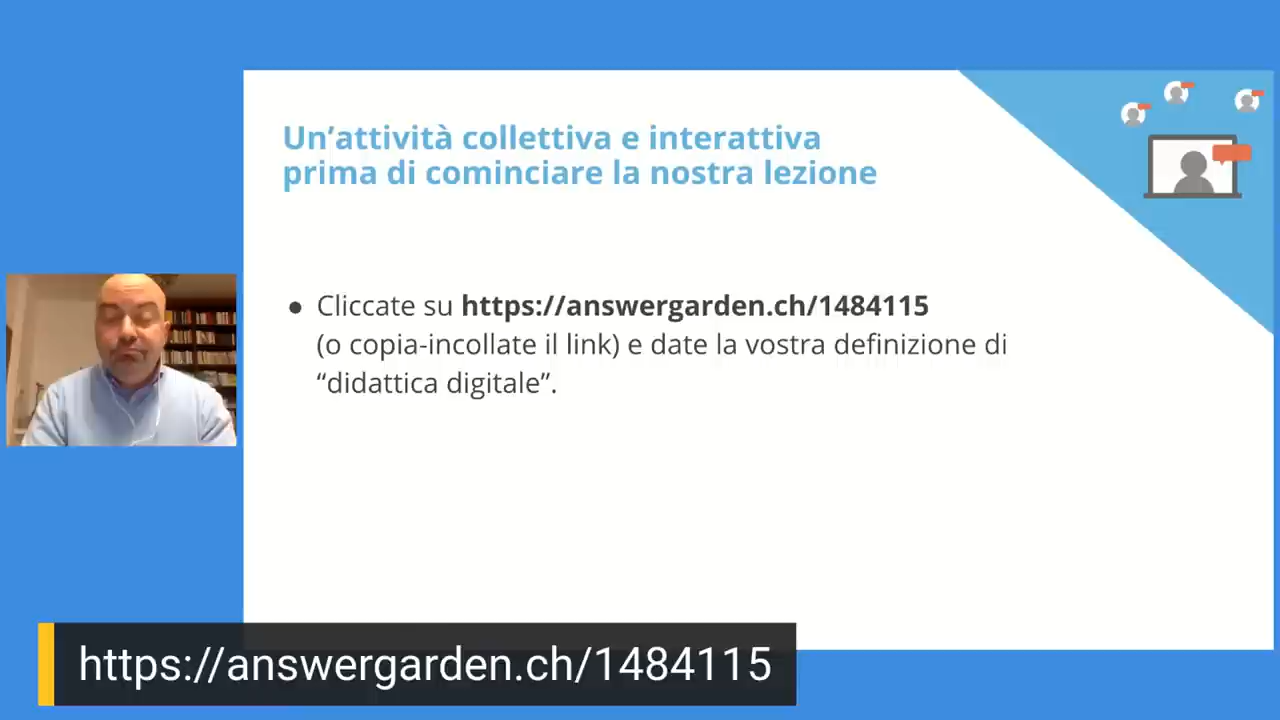 Un’attività collettiva e interattiva
prima di cominciare la nostra lezione
● Cliccate su https://answergarden.ch/1484115
(o copia-incollate il link) e date la vostra definizione di
“didattica digitale”.
https://answergarden.ch/1484115